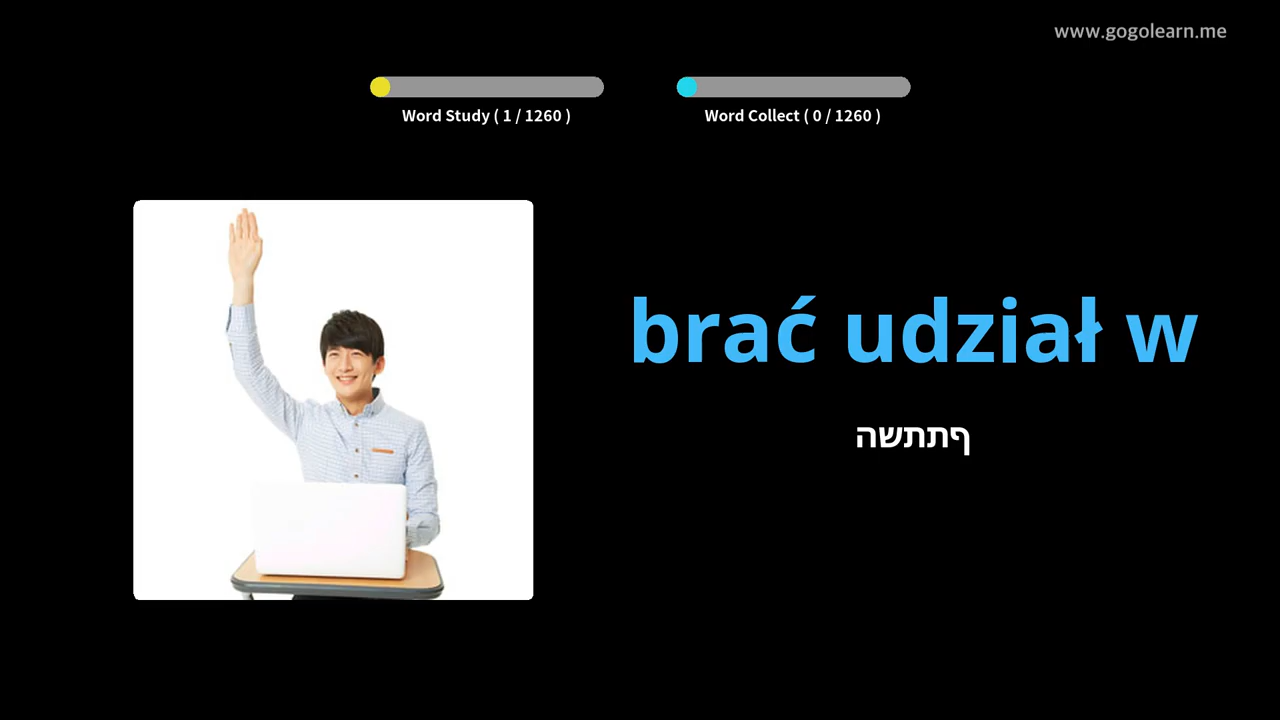 www.gogolearn.me
Word Study ( 1 / 1260 )
Word Collect ( 0 / 1260 )
brać udział w
ףתתשה